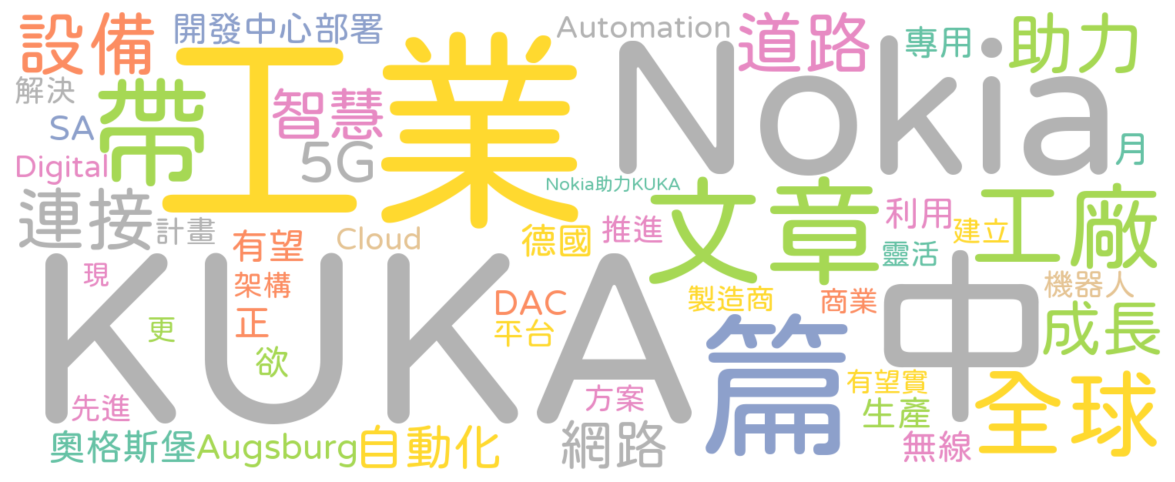 設備
開發中心部署
Automation
道路
專用
助力
解決
SA
帶
工業
智慧
5G
Nokia
月
Digital
Nokia助力KUKA
連接
計畫
有望
Cloud
德國
推進
文章
利用
靈活
建立
工廠
現
架構
正
更
欲
KUKA
DAC
平台
製造商
商業
中
機器人
成長
先進
方案
篇
有望實
生產
全球
奧格斯堡
Augsburg
自動化
網路
無線